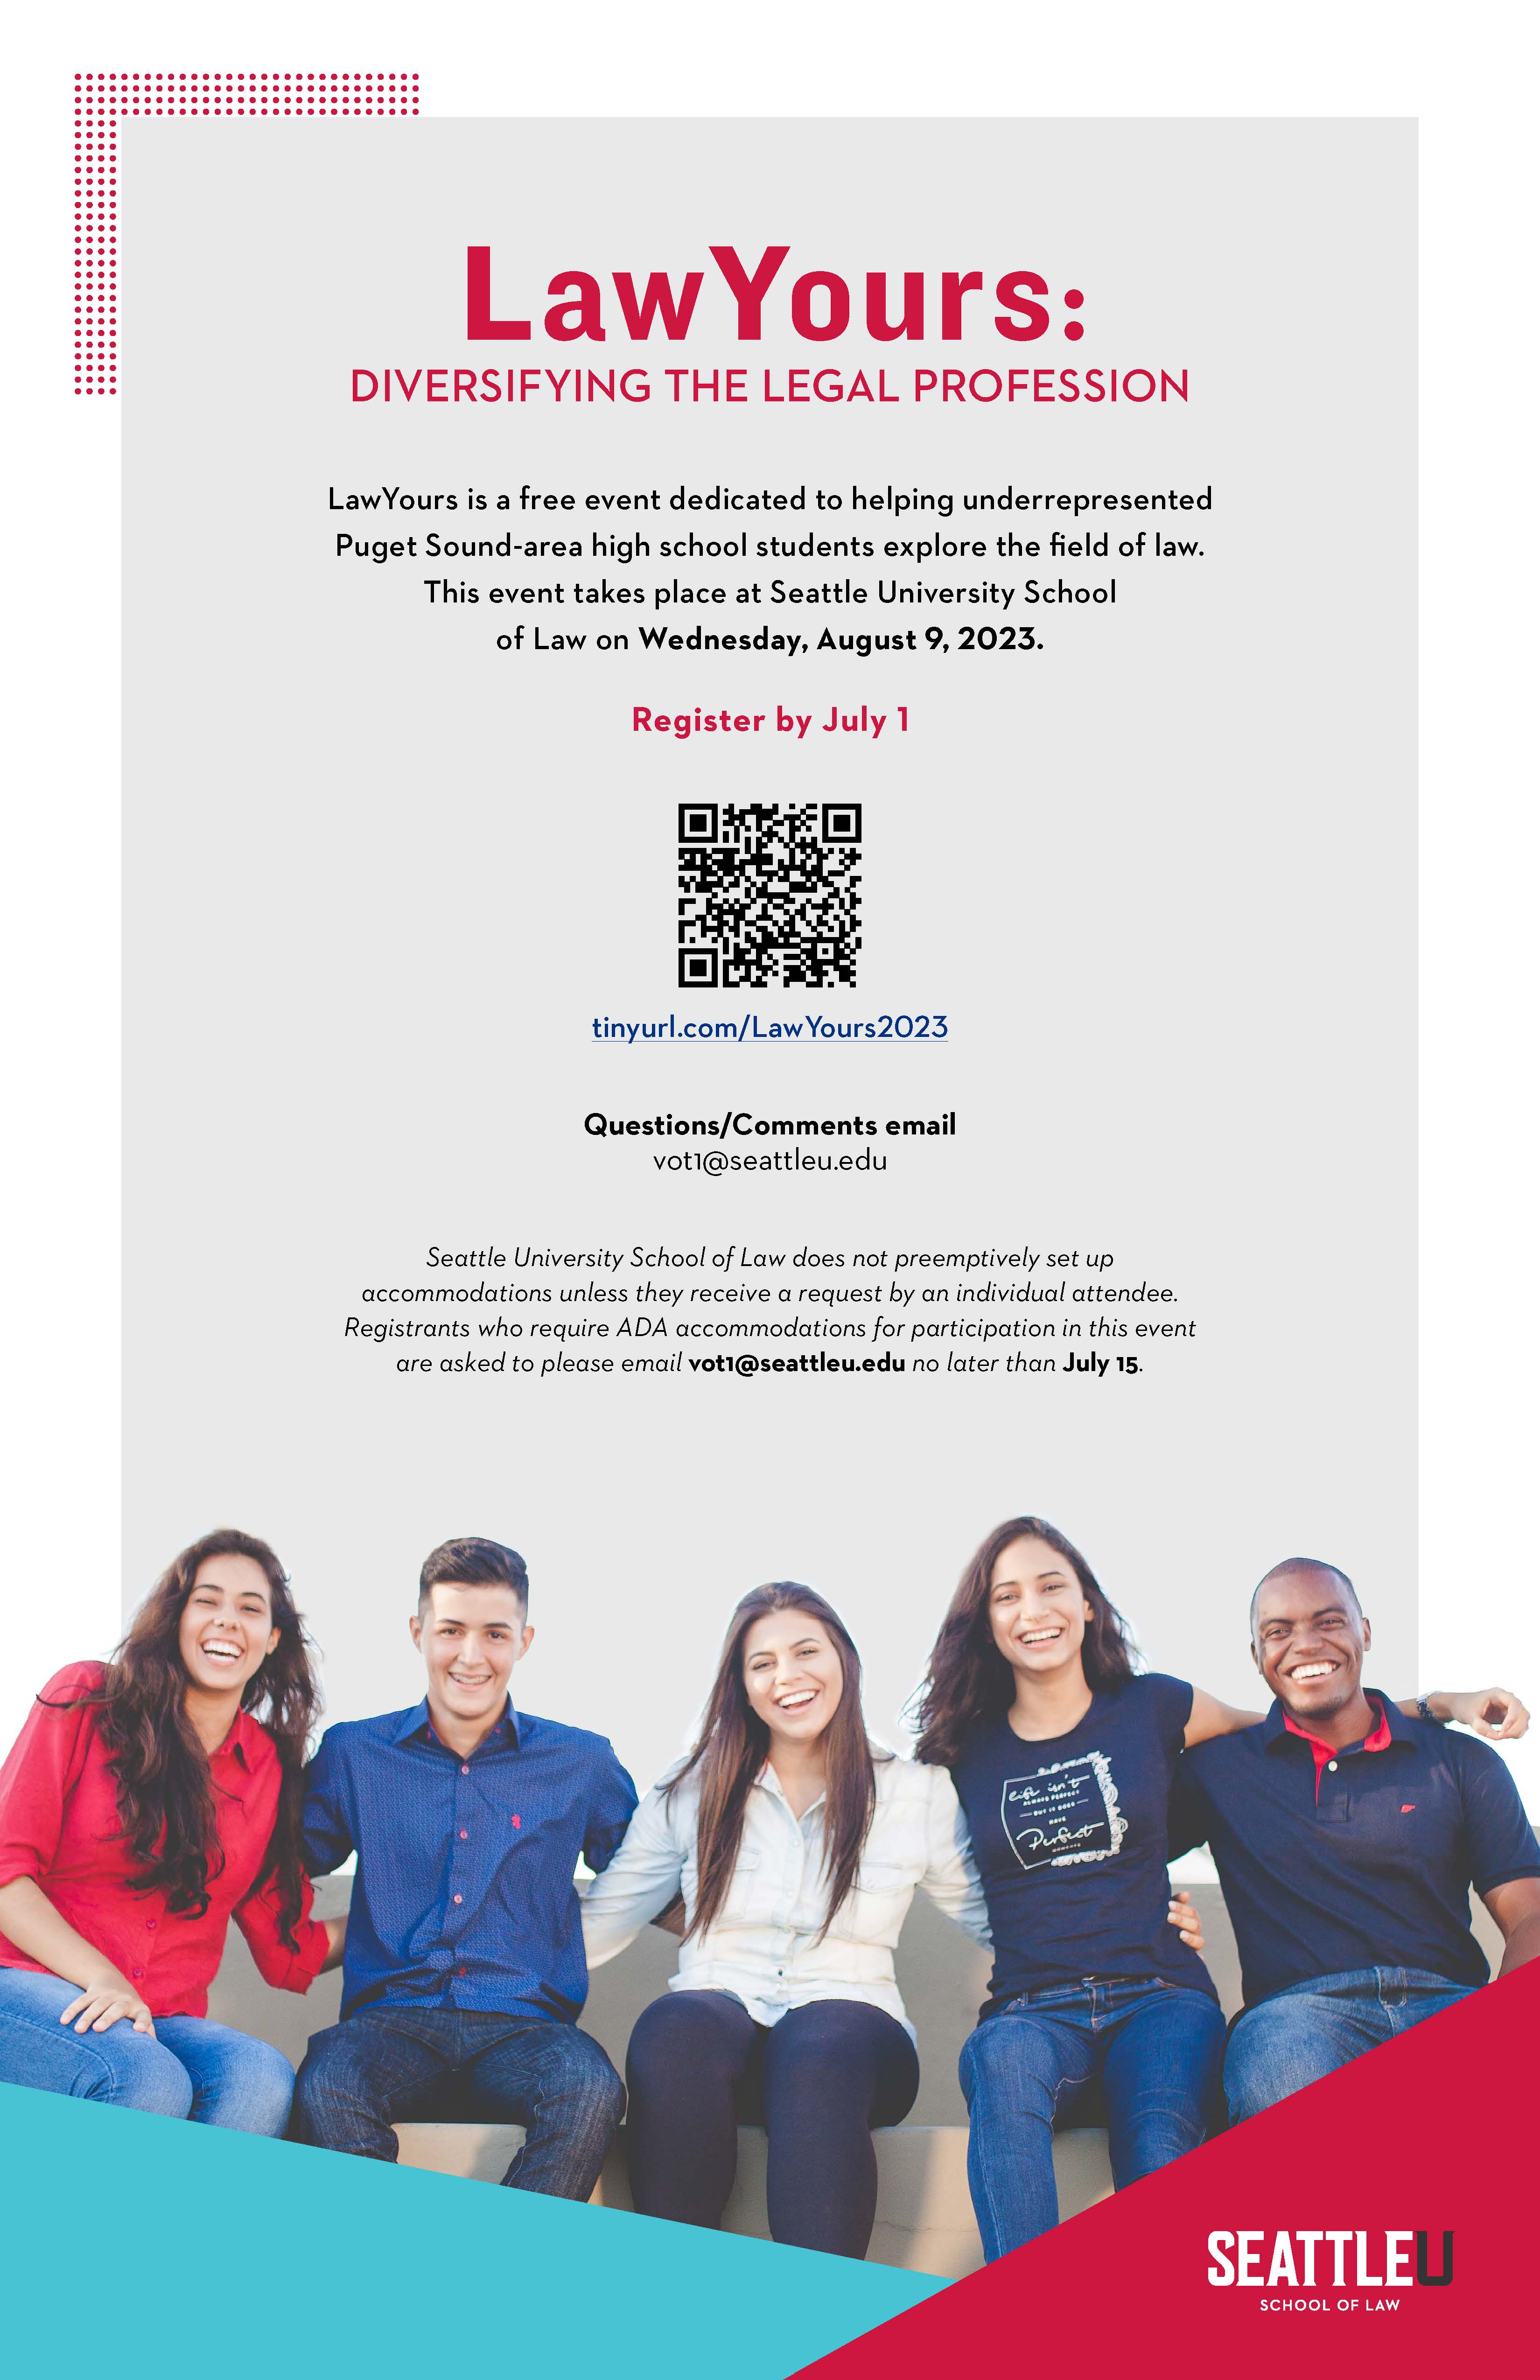 LawYours:
DIVERSIFYING THE LEGAL PROFESSION
LawYours is a free event dedicated to helping underrepresented
Puget Sound-area high school students explore the field of law.
This event takes place at Seattle University School
of Law on Wednesday, August 9, 2023.
Register by July 1
tinyurl.com/LawYours2023
Questions/Comments email
vot1@seattleu.edu
Seattle University School of Law does not preemptively set up
accommodations unless they receive a request by an individual attendee.
Registrants who require ADA accommodations for participation in this event
are asked to please email vot1@seattleu.edu no later than July 15.
life isn't
ALWAYS PERFECT
BUT IT DOES
HAVE
Perfect
MOMENTS
SEATTLEU
SCHOOL OF LAW